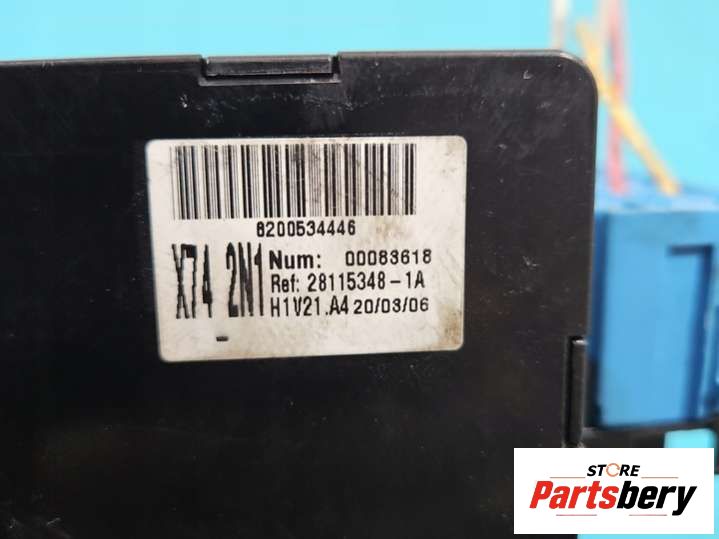 8200534446
X74 2N1 Num: 00083618
Ref: 28115348-1A
H1V21.A4 20/03/06
-
STORE
Partsbery